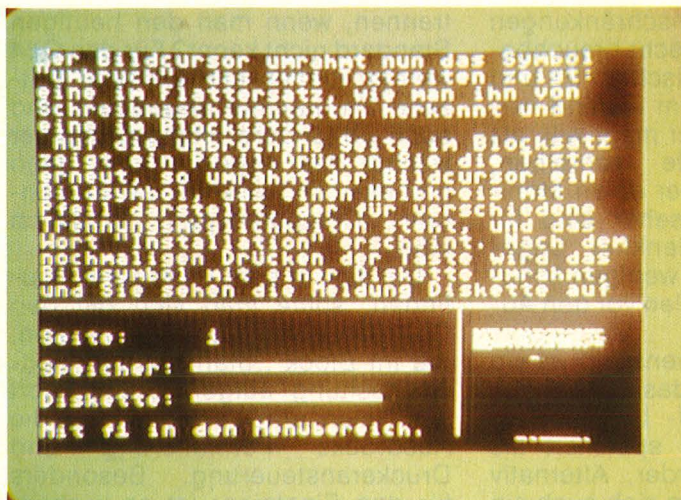 Der Bildcursor umrahmt nun das Symbol
"umbruch", das zwei Textseiten zeigt:
eine im Flattersatz, wie man ihn von
Schreibmaschinentexten herkennt und
eine im Blocksatz←
Auf die umbrochene Seite im Blocksatz
zeigt ein Pfeil.Drücken Sie die Taste
erneut, so umrahmt der Bildcursor ein
Bildsymbol, das einen Halbkreis mit
Pfeil darstellt, der für verschiedene
Trennungsmöglichkeiten steht, und das
Wort "Installation" erscheint. Nach dem
nochmaligen Drücken der Taste wird das
Bildsymbol mit einer Diskette umrahmt,
und Sie sehen die Meldung Diskette auf
Seite: 1
Speicher:
Diskette:
Mit f1 in den Menübereich.